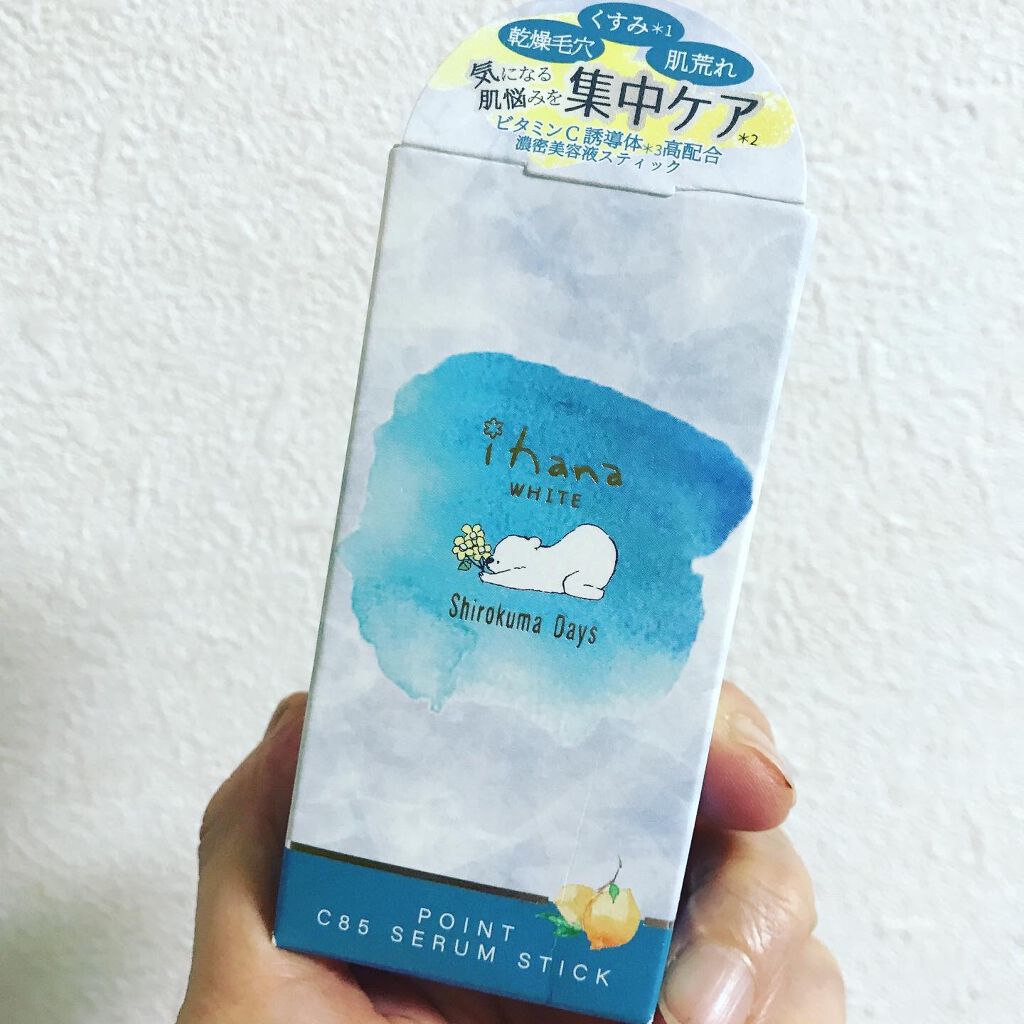 くすみ*1
乾燥毛穴
肌荒れ
気になる
肌悩みを
集中ケア*2
ビタミンC誘導体*3高配合
濃密美容液スティック
ihana
WHITE
Shirokuma Days
POINT
C85 SERUM STICK